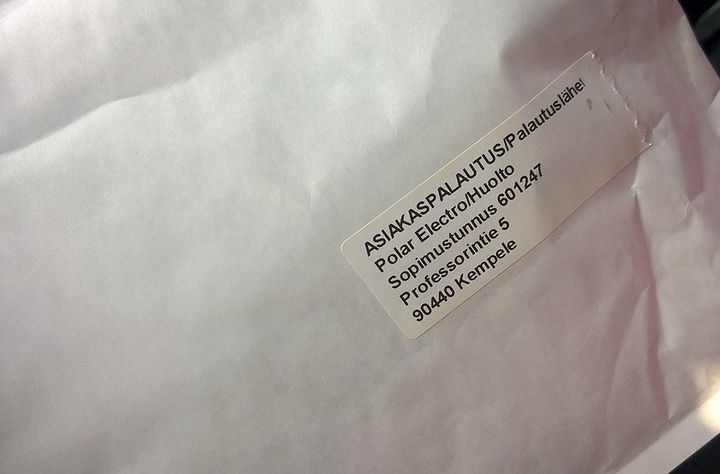 ASIAKASPALAUTUS/Palautuslähet
Polar Electro/Huolto
Sopimustunnus 601247
Professorintie 5
90440 Kempele